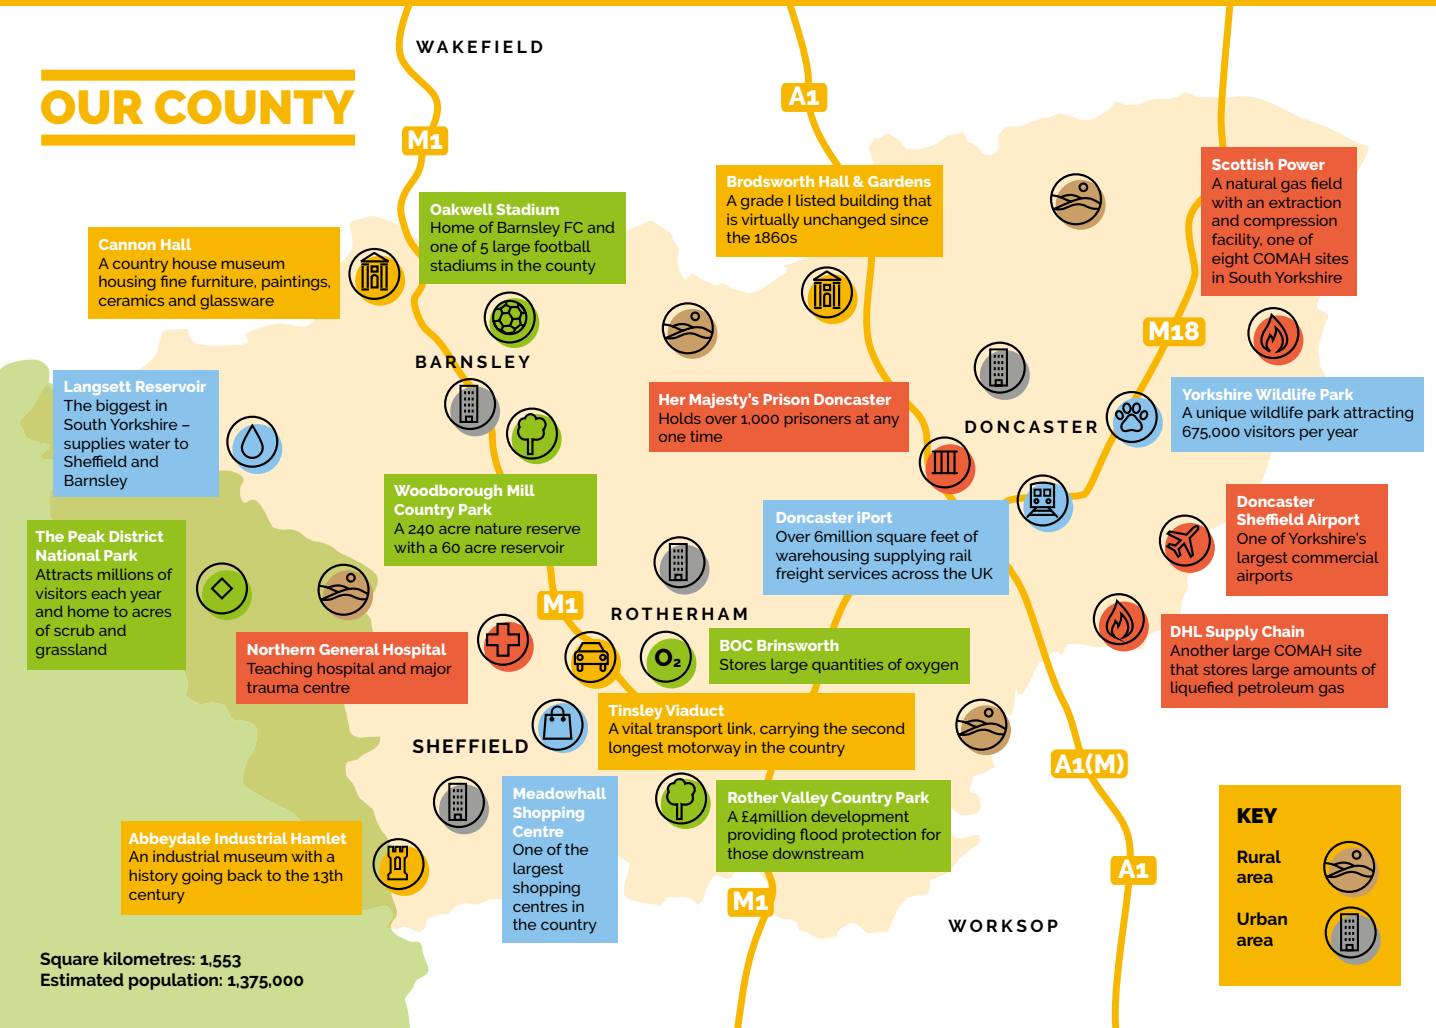 WAKEFIELD
OUR COUNTY
A1
M1
Scottish Power
A natural gas field
with an extraction
and compression
facility, one of
eight COMAH sites
in South Yorkshire
Brodsworth Hall & Gardens
A grade I listed building that
is virtually unchanged since
the 1860s
Oakwell Stadium
Home of Barnsley FC and
one of 5 large football
stadiums in the county
Cannon Hall
A country house museum
housing fine furniture, paintings,
ceramics and glassware
M18
BARNSLEY
Langsett Reservoir
The biggest in
South Yorkshire –
supplies water to
Sheffield and
Barnsley
Her Majesty's Prison Doncaster
Holds over 1,000 prisoners at any
one time
DONCASTER
Yorkshire Wildlife Park
A unique wildlife park attracting
675,000 visitors per year
Woodborough Mill
Country Park
A 240 acre nature reserve
with a 60 acre reservoir
Doncaster iPort
Over 6million square feet of
warehousing supplying rail
freight services across the UK
Doncaster
Sheffield Airport
One of Yorkshire's
largest commercial
airports
The Peak District
National Park
Attracts millions of
visitors each year
and home to acres
of scrub and
grassland
M1
ROTHERHAM
Northern General Hospital
Teaching hospital and major
trauma centre
O₂
BOC Brinsworth
Stores large quantities of oxygen
DHL Supply Chain
Another large COMAH site
that stores large amounts of
liquefied petroleum gas
Tinsley Viaduct
A vital transport link, carrying the second
longest motorway in the country
SHEFFIELD
A1(M)
Meadowhall
Shopping
Centre
One of the
largest
shopping
centres in
the country
Rother Valley Country Park
A £4million development
providing flood protection for
those downstream
Abbeydale Industrial Hamlet
An industrial museum with a
history going back to the 13th
century
M1
A1
WORKSOP
KEY
Rural
area
Urban
area
Square kilometres: 1,553
Estimated population: 1,375,000